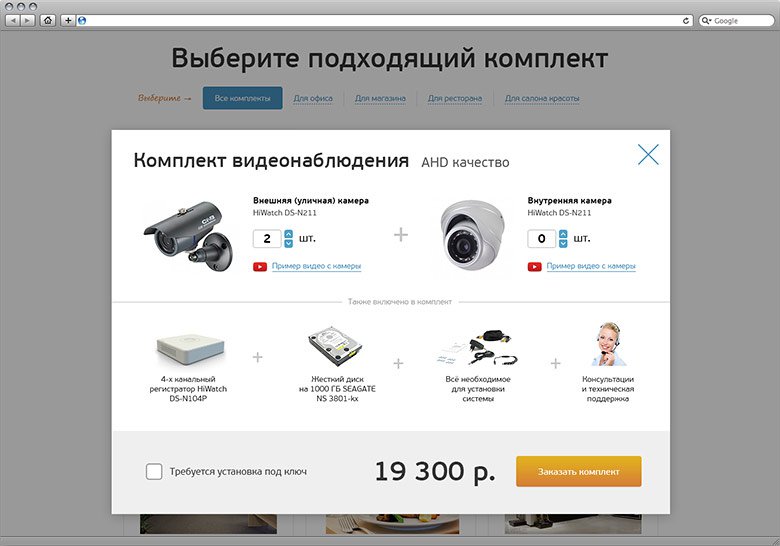 Google
Выберите подходящий комплект
Выберите →
Все комплекты
Для офиса
Для магазина
Для ресторана
Для салона красоты
Комплект видеонаблюдения AHD качество
Внешняя (уличная) камера
HiWatch DS-N211
2 шт.
Пример видео с камеры
+
Внутренняя камера
HiWatch DS-N211
0 шт.
Пример видео с камеры
Также включено в комплект
4-х канальный
регистратор HiWatch
DS-N104P
+
Жесткий диск
на 1000 ГБ SEAGATE
NS 3801-kx
+
Всё необходимое
для установки
системы
+
Консультации
и техническая
поддержка
Требуется установка под ключ
19 300 р.
Заказать комплект